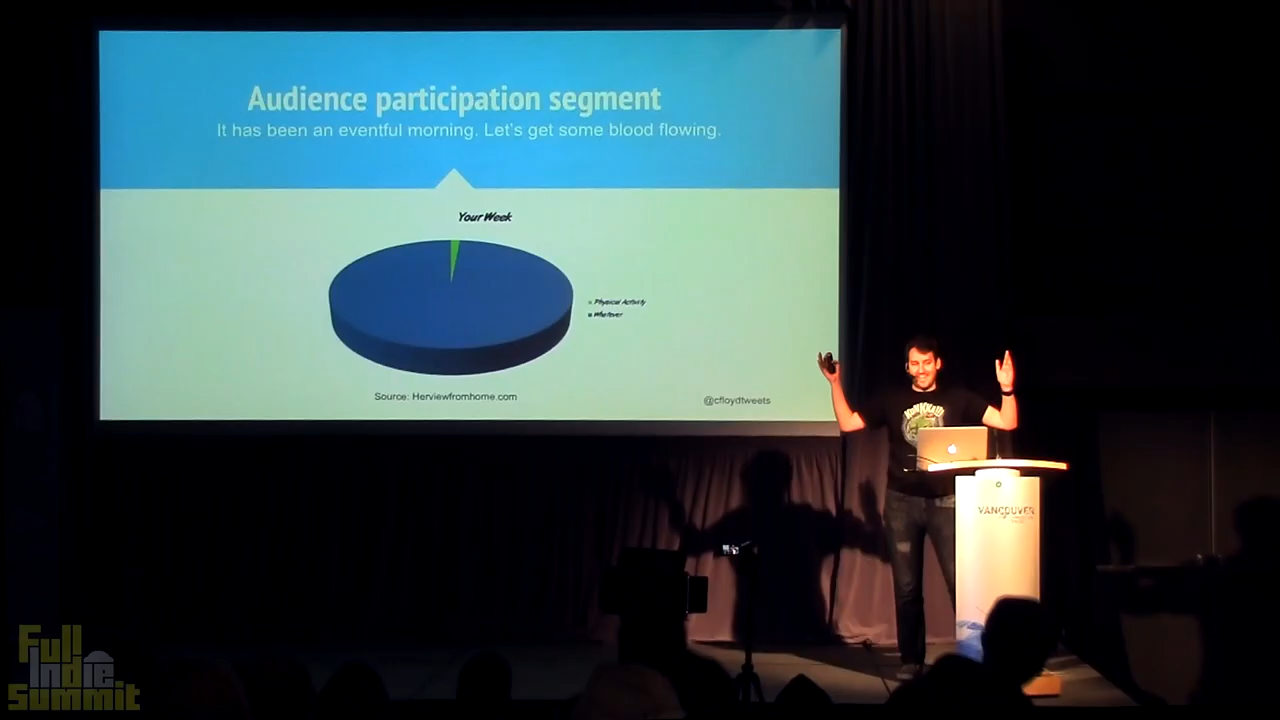 Audience participation segment
It has been an eventful morning. Let's get some blood flowing.
Your Week
Physical Activity
Whatever
Source: Herviewfromhome.com
@cfloydtweets
VANCOUVER
Full
Indie
Summit